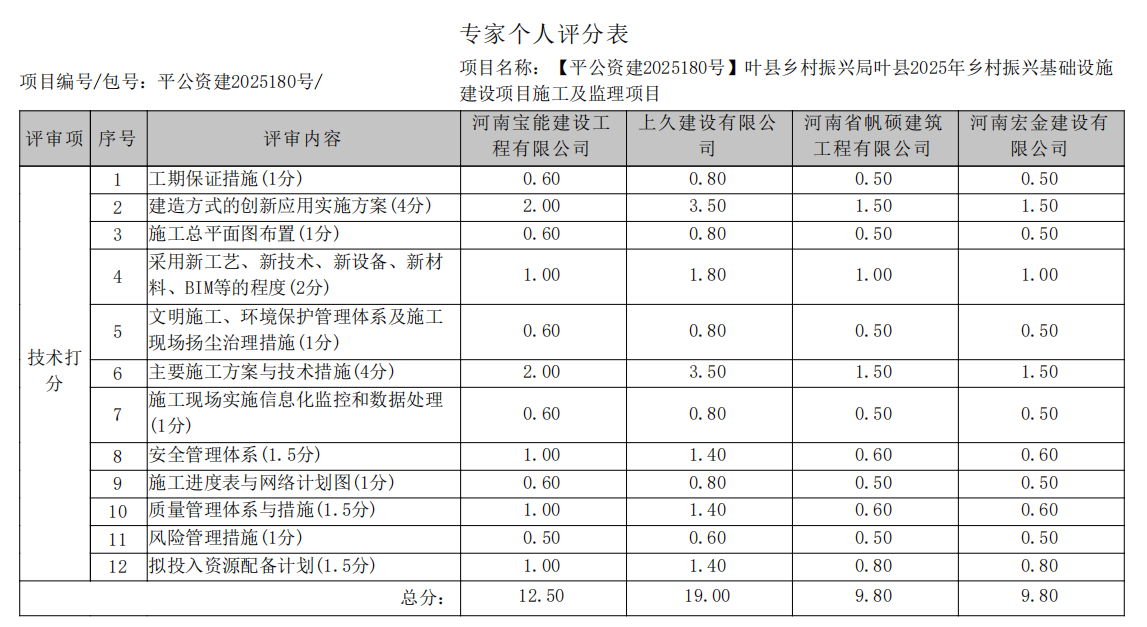 专家个人评分表
项目编号/包号：平公资建2025180号/
项目名称：【平公资建2025180号】叶县乡村振兴局叶县2025年乡村振兴基础设施
建设项目施工及监理项目
评审项 序号 评审内容 河南宝能建设工 上久建设有限公 河南省帆硕建筑 河南宏金建设有
程有限公司 司 工程有限公司 限公司
1 工期保证措施(1分) 0.60 0.80 0.50 0.50
2 建造方式的创新应用实施方案(4分) 2.00 3.50 1.50 1.50
3 施工总平面图布置(1分) 0.60 0.80 0.50 0.50
4 采用新工艺、新技术、新设备、新材 1.00 1.80 1.00 1.00
料、BIM等的程度(2分)
5 文明施工、环境保护管理体系及施工 0.60 0.80 0.50 0.50
现场扬尘治理措施(1分)
技术打
分
6 主要施工方案与技术措施(4分) 2.00 3.50 1.50 1.50
7 施工现场实施信息化监控和数据处理 0.60 0.80 0.50 0.50
(1分)
8 安全管理体系(1.5分) 1.00 1.40 0.60 0.60
9 施工进度表与网络计划图(1分) 0.60 0.80 0.50 0.50
10 质量管理体系与措施(1.5分) 1.00 1.40 0.60 0.60
11 风险管理措施(1分) 0.50 0.60 0.50 0.50
12 拟投入资源配备计划(1.5分) 1.00 1.40 0.80 0.80
总分： 12.50 19.00 9.80 9.80